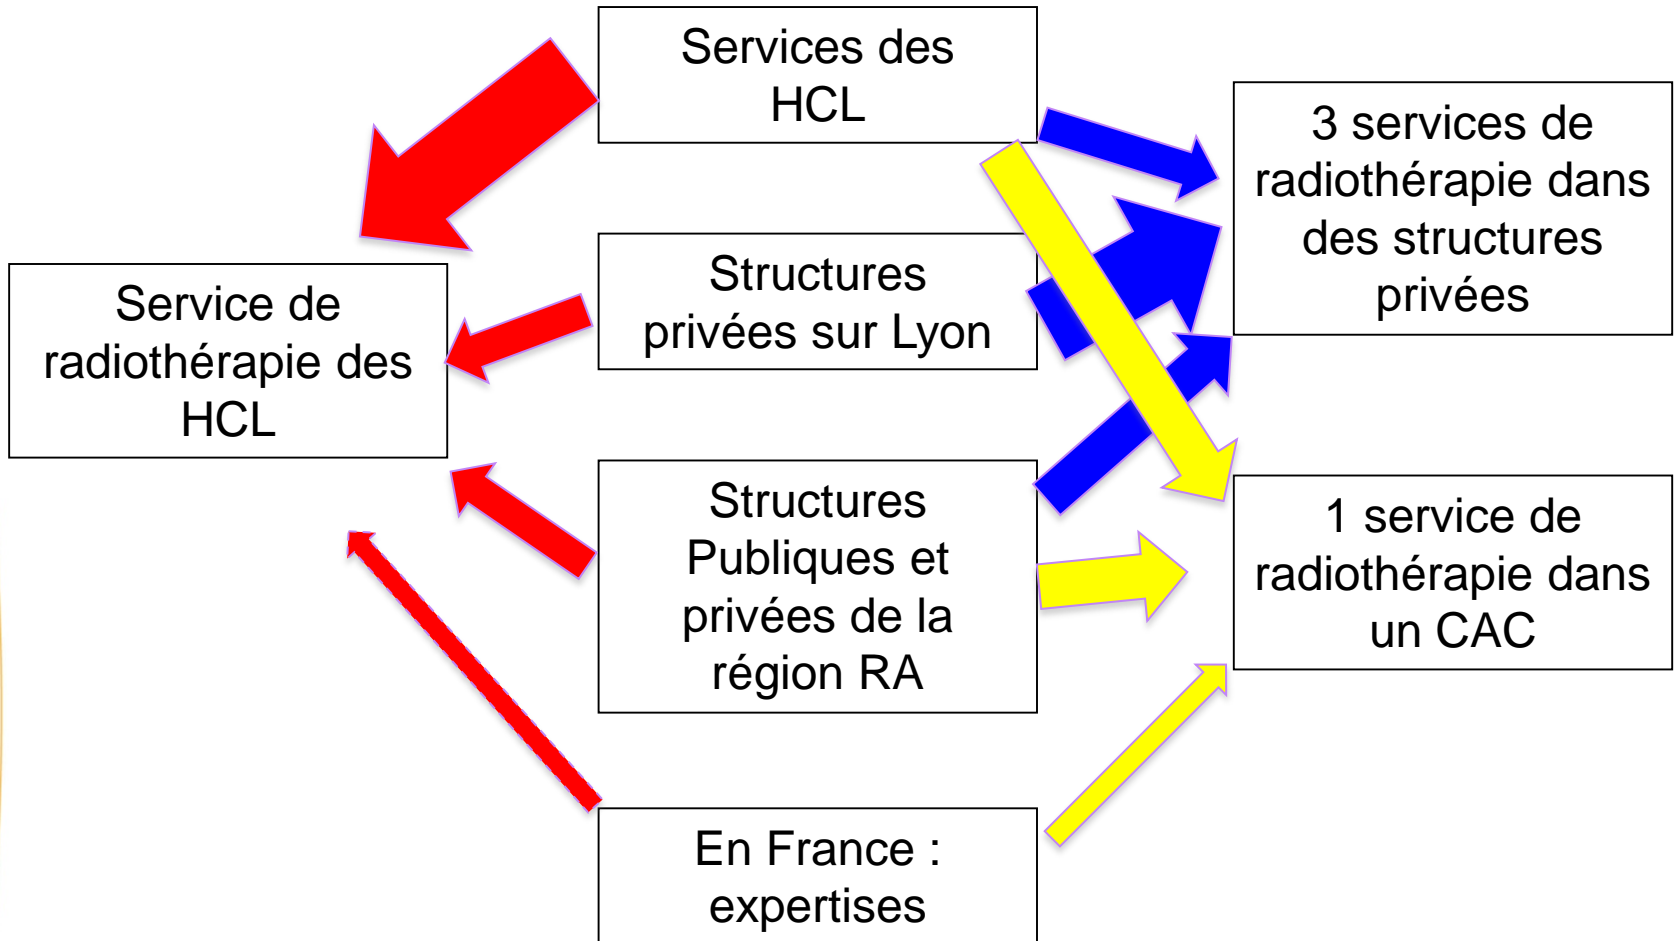 Services des
HCL
3 services de
radiothérapie dans
des structures
privées
Structures
privées sur Lyon
Service de
radiothérapie des
HCL
Structures
Publiques et
privées de la
région RA
1 service de
radiothérapie dans
un CAC
En France :
expertises